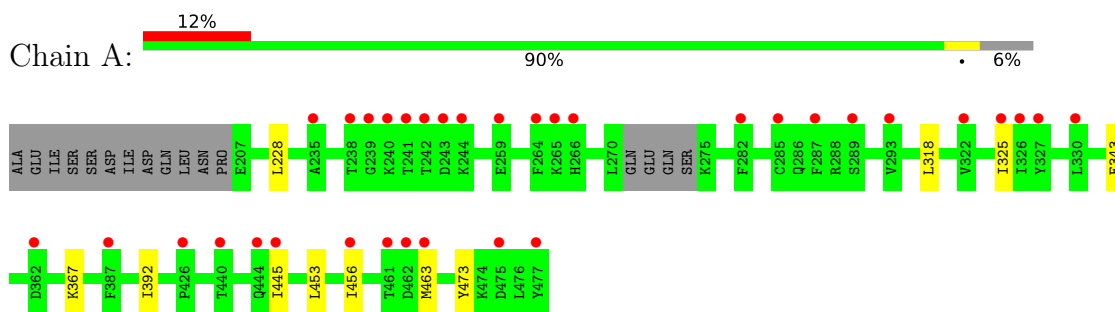 12%
Chain A:
90% • 6%
ALA GLU ILE SER SER ASP ILE ASP GLN LEU ASN PRO E207 L228 A235 T238 G239 K240 T241 T242 D243 K244 E259 F264 K265 H266 L270 GLN GLU GLN SER K275 F282 C285 Q286 F287 R288 S289 V293 L318 V322 I325 I326 Y327 L330
D362 K367 F387 I392 P426 T440 Q444 I445 L453 I456 T461 D462 M463 Y473 K474 D475 L476 Y477